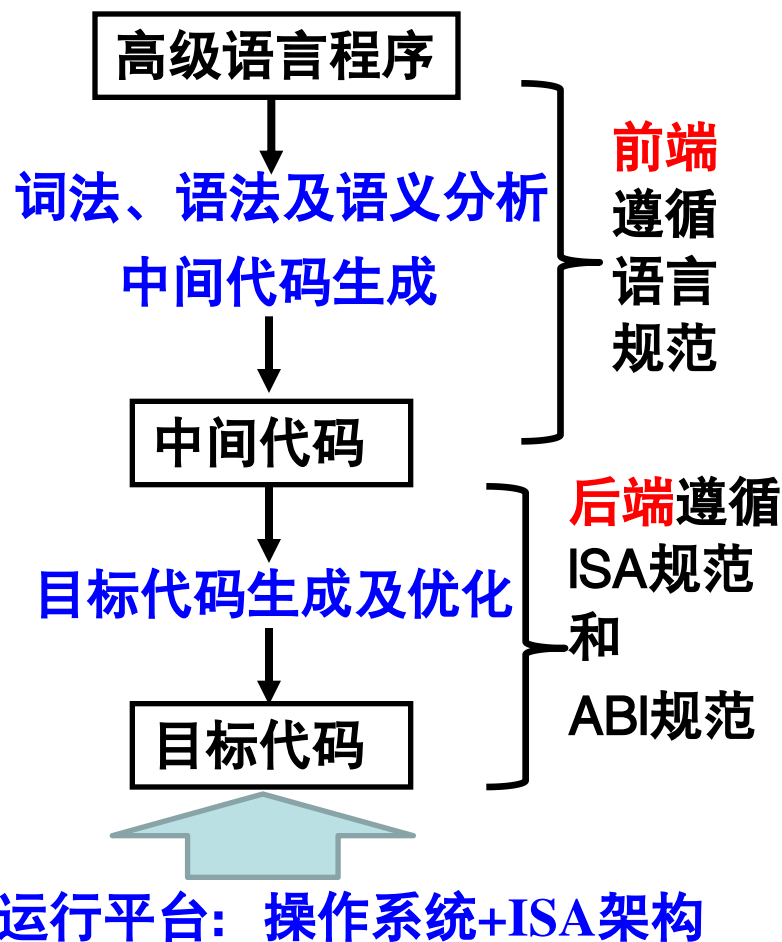 高级语言程序
词法、语法及语义分析
中间代码生成
中间代码
目标代码生成及优化
目标代码
运行平台：操作系统+ISA架构
前端
遵循
语言
规范
后端遵循
ISA规范
和
ABI规范